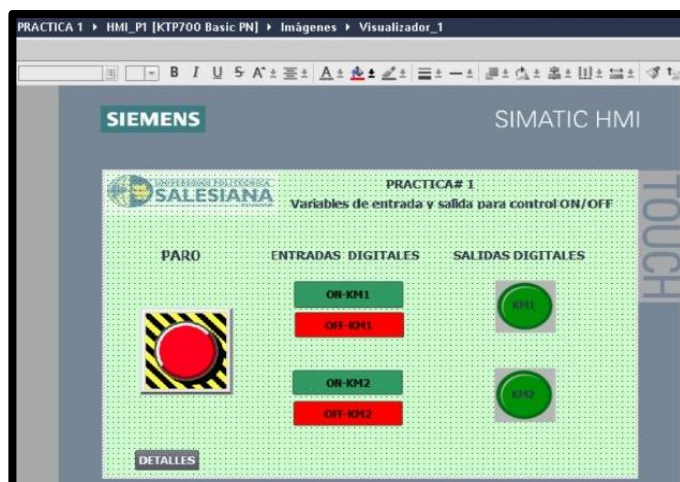 PRACTICA 1 ▸ HMI_P1 [KTP700 Basic PN] ▸ Imágenes ▸ Visualizador_1
B I U S A A
SIEMENS
SIMATIC HMI
TOUCH
UNIVERSIDAD POLITECNICA
SALESIANA
PRACTICA# 1
Variables de entrada y salida para control ON/OFF
PARO
ENTRADAS DIGITALES
SALIDAS DIGITALES
ON-KM1
OFF-KM1
KM1
ON-KM2
OFF-KM2
KM2
DETALLES